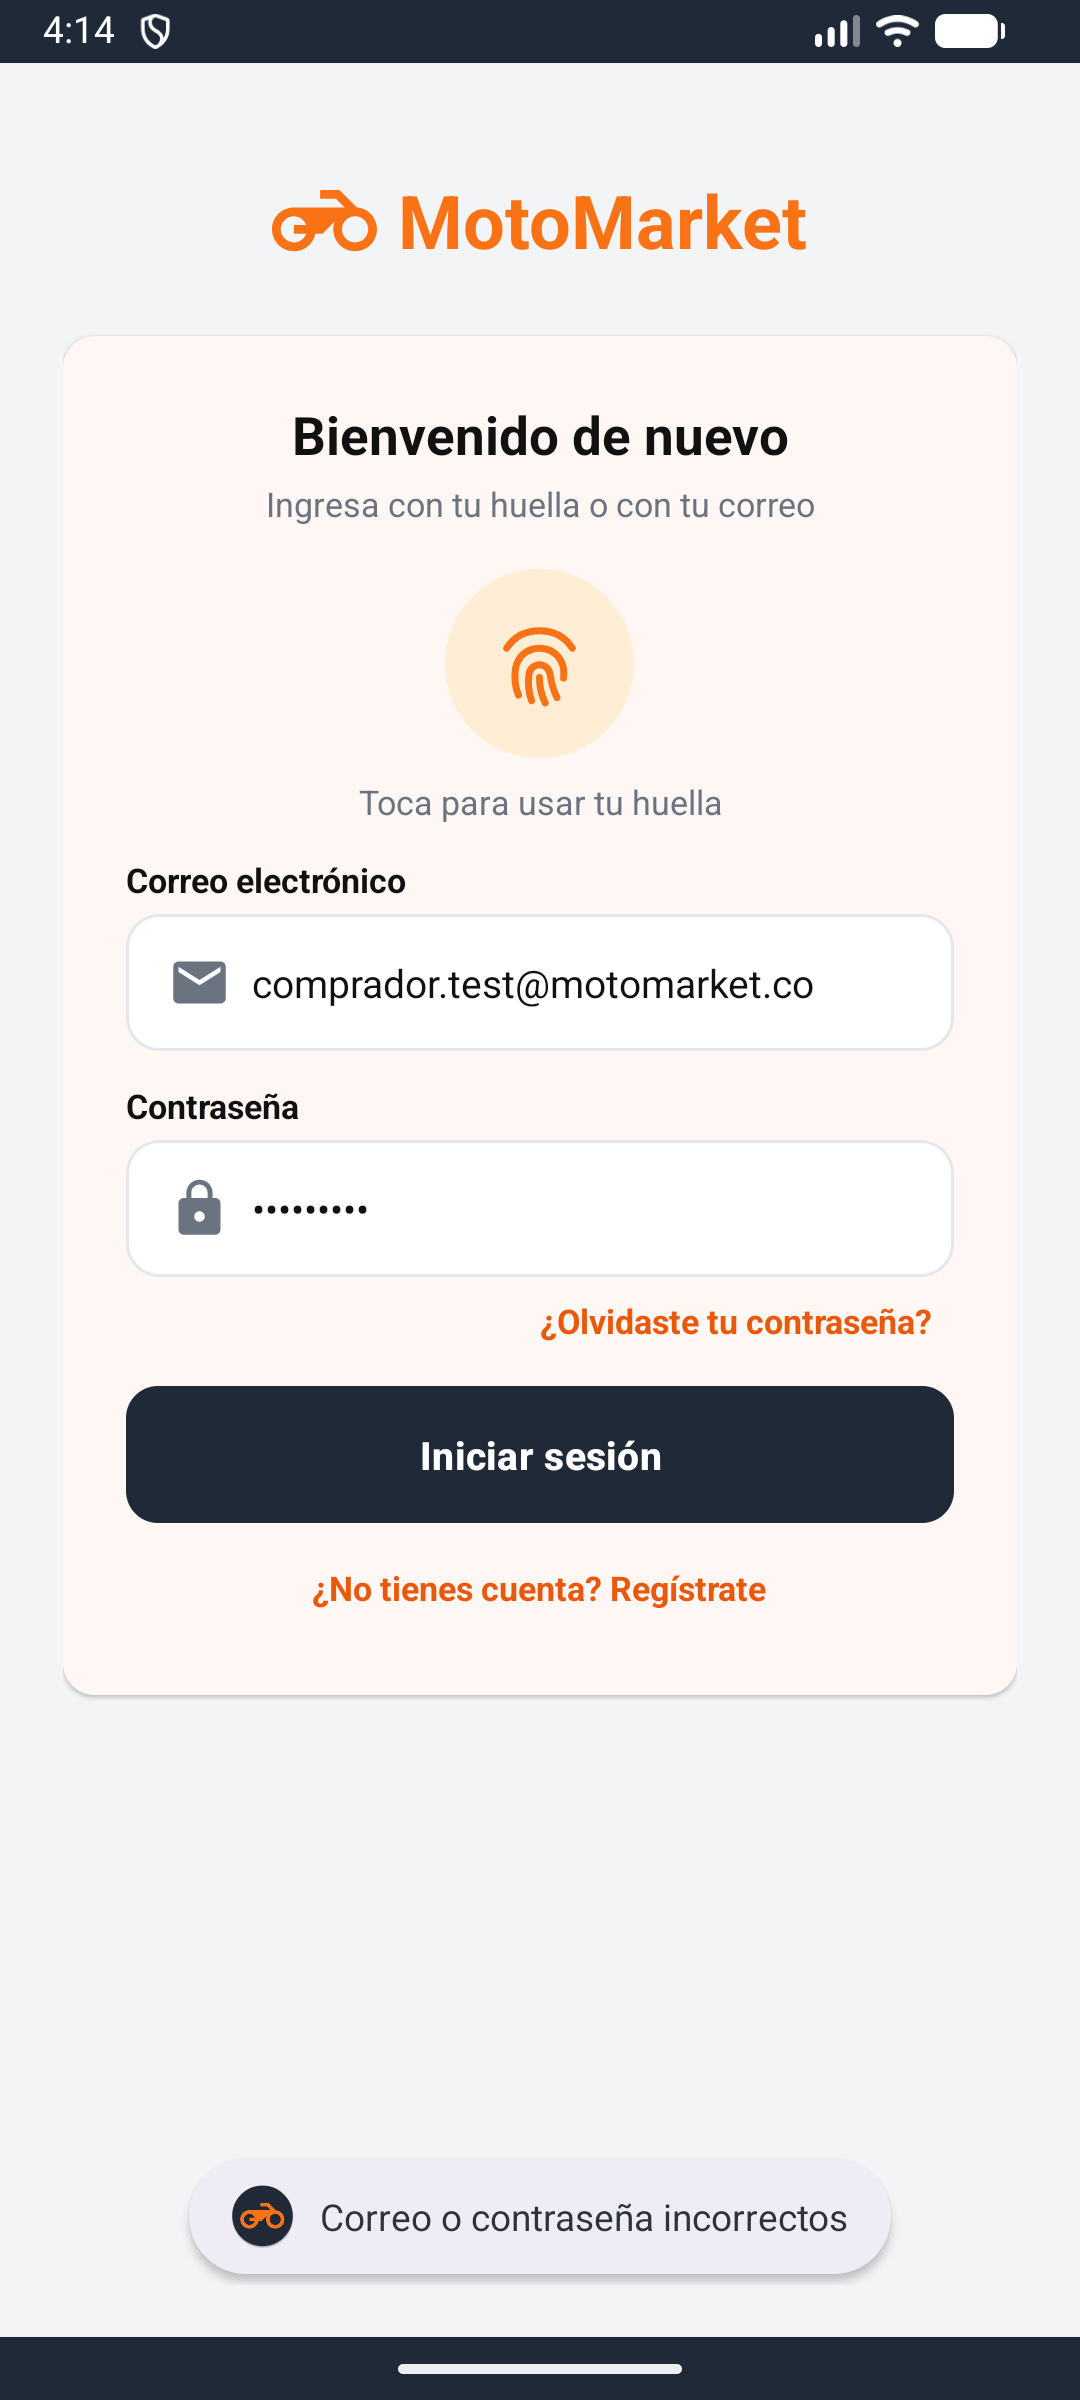 4:14
MotoMarket
Bienvenido de nuevo
Ingresa con tu huella o con tu correo
Toca para usar tu huella
Correo electrónico
comprador.test@motomarket.co
Contraseña
•••••••••
¿Olvidaste tu contraseña?
Iniciar sesión
¿No tienes cuenta? Regístrate
Correo o contraseña incorrectos